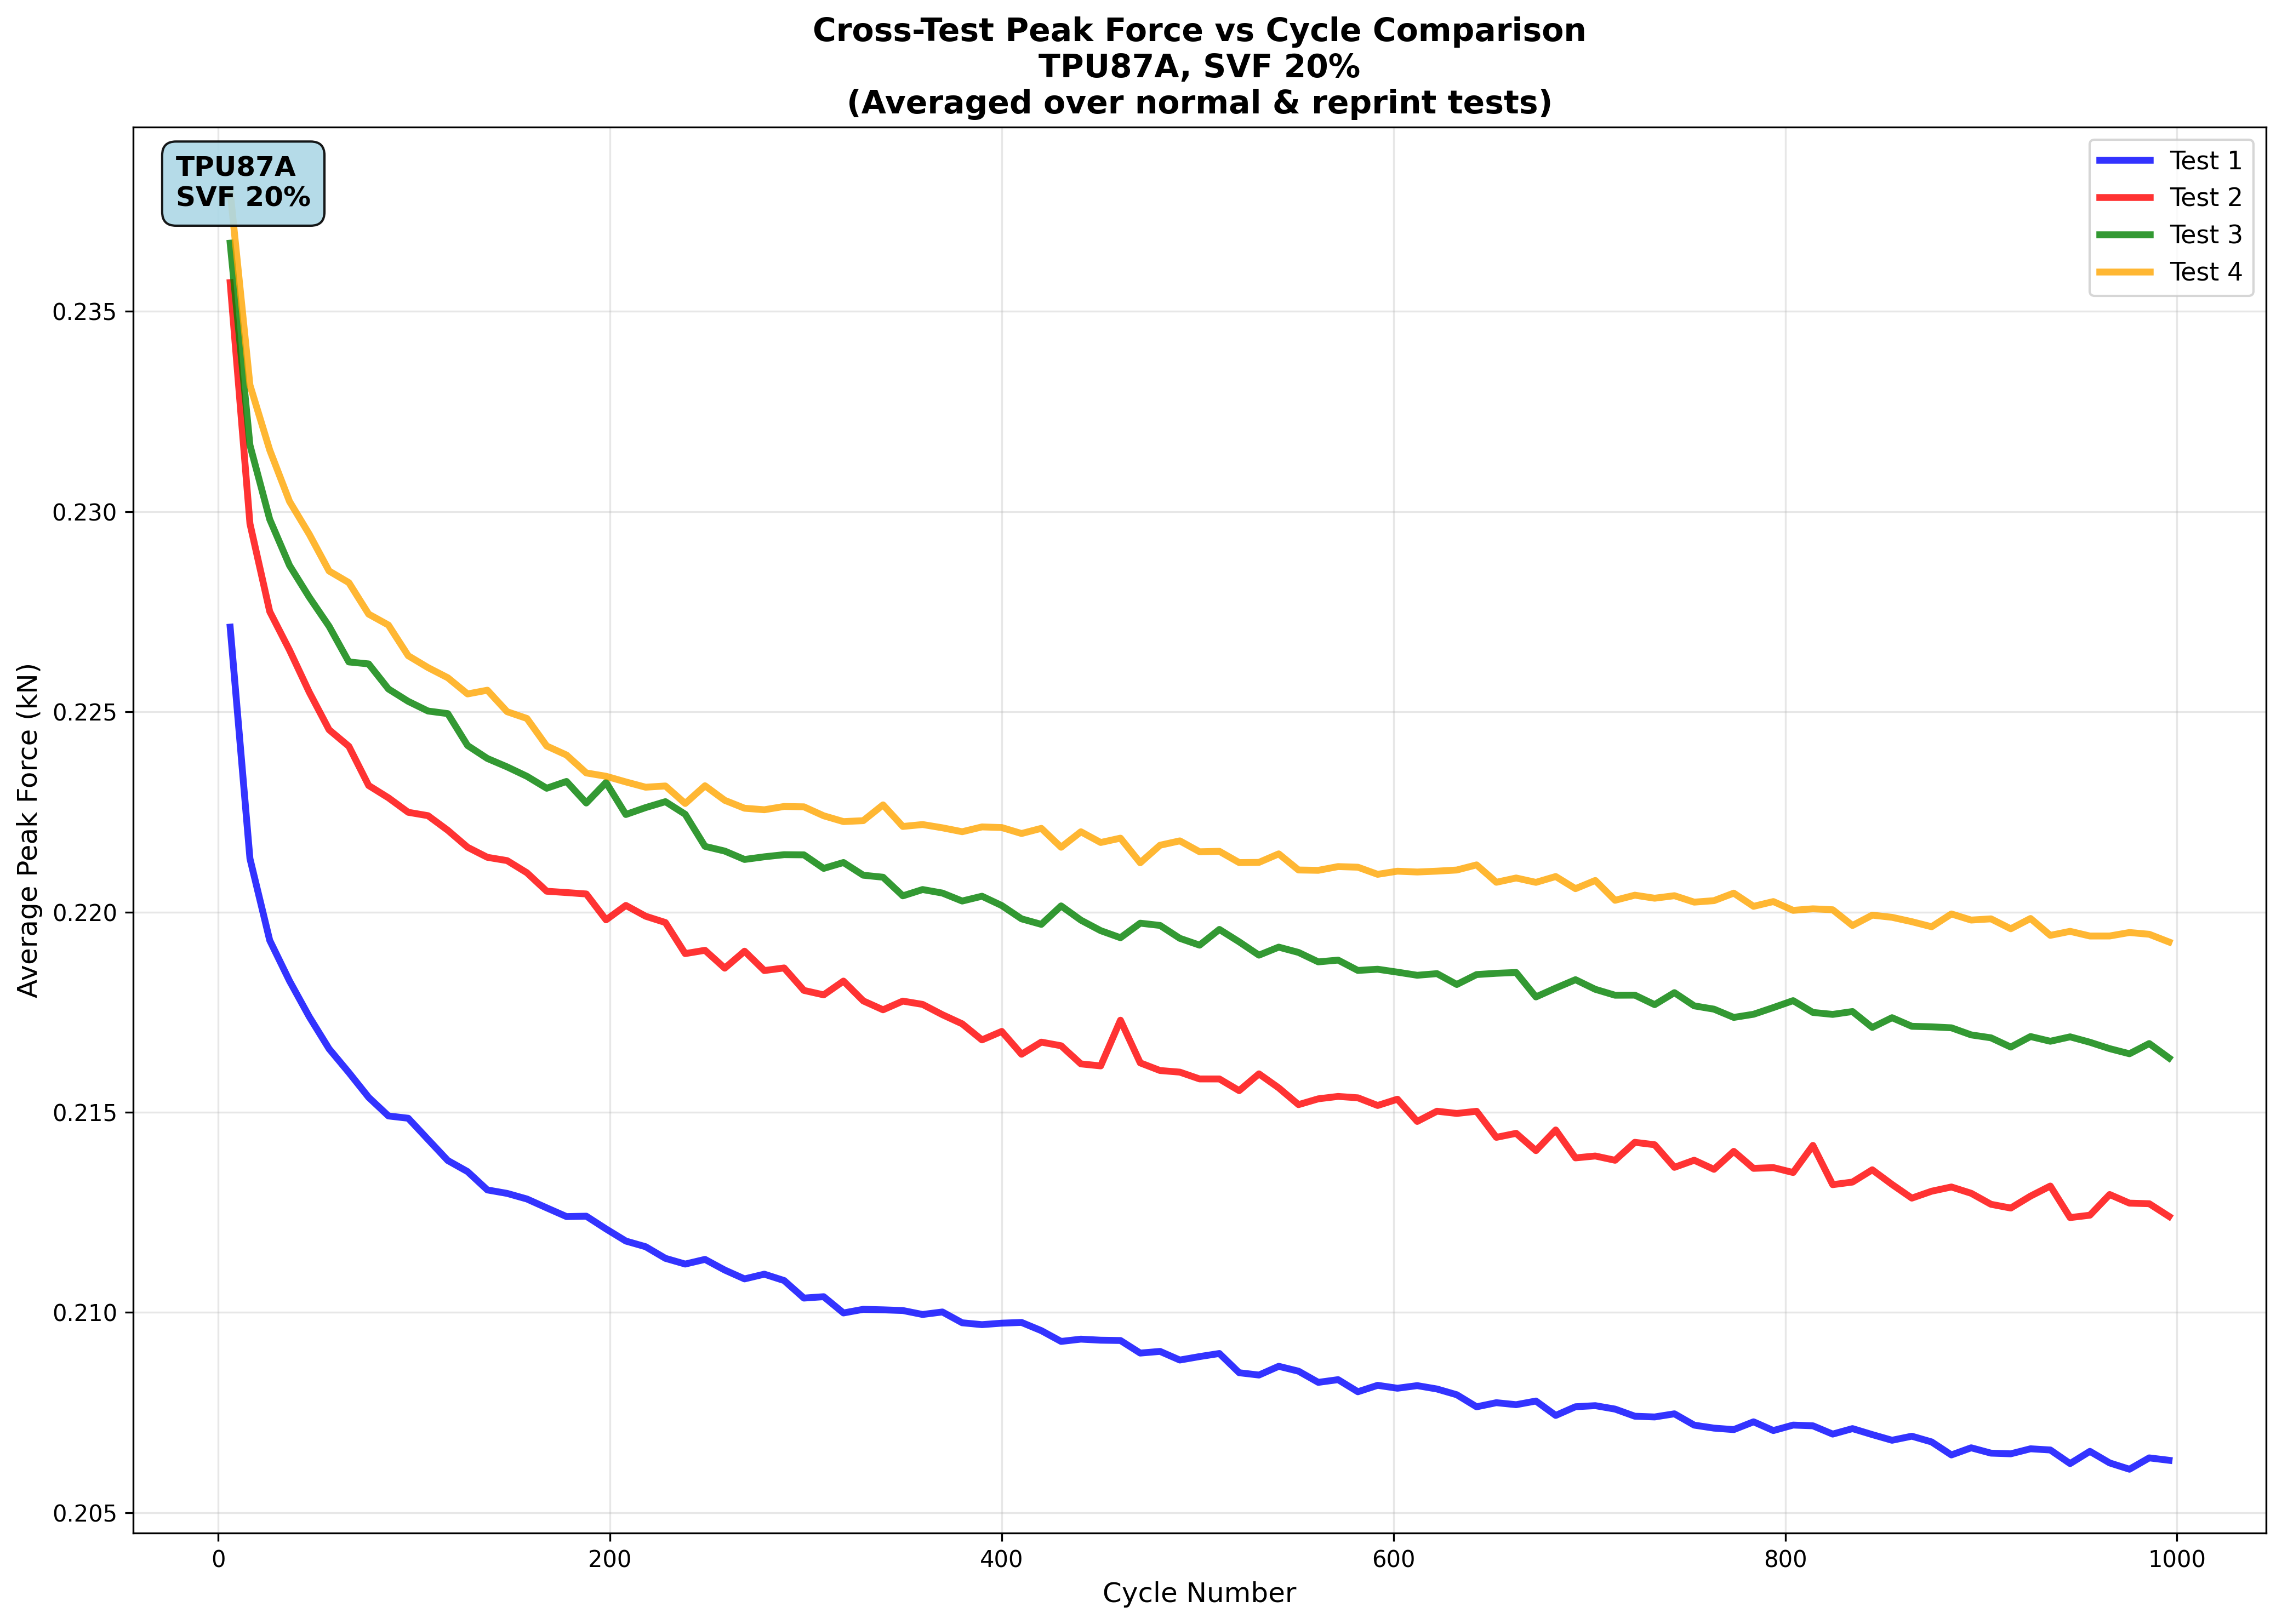 Cross-Test Peak Force vs Cycle Comparison
TPU87A, SVF 20%
(Averaged over normal & reprint tests)
TPU87A
SVF 20%
Test 1
Test 2
Test 3
Test 4
0.235
0.230
0.225
0.220
0.215
0.210
0.205
Average Peak Force (kN)
0
200
400
600
800
1000
Cycle Number